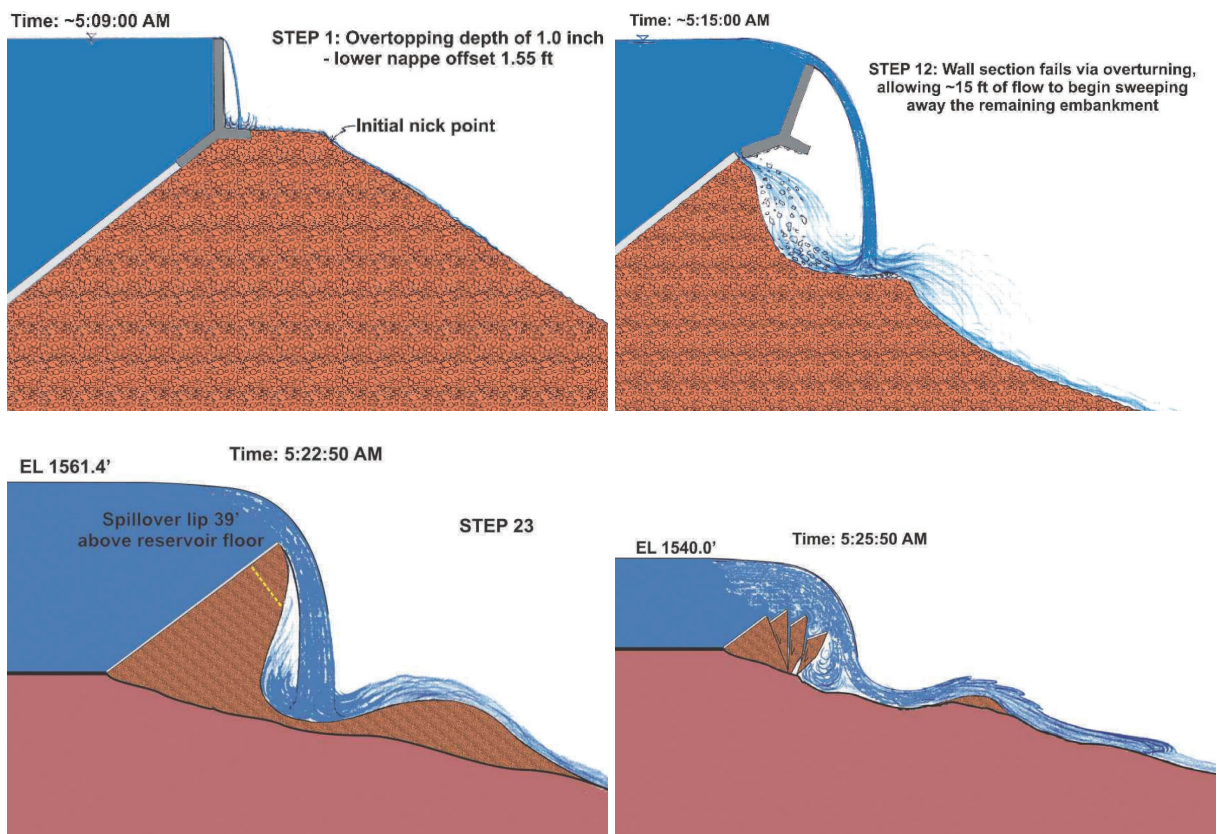 Time: ~5:09:00 AM
STEP 1: Overtopping depth of 1.0 inch
- lower nappe offset 1.55 ft
Initial nick point
Time: ~5:15:00 AM
STEP 12: Wall section fails via overturning,
allowing ~15 ft of flow to begin sweeping
away the remaining embankment
Time: 5:22:50 AM
EL 1561.4'
Spillover lip 39'
above reservoir floor
STEP 23
Time: 5:25:50 AM
EL 1540.0'